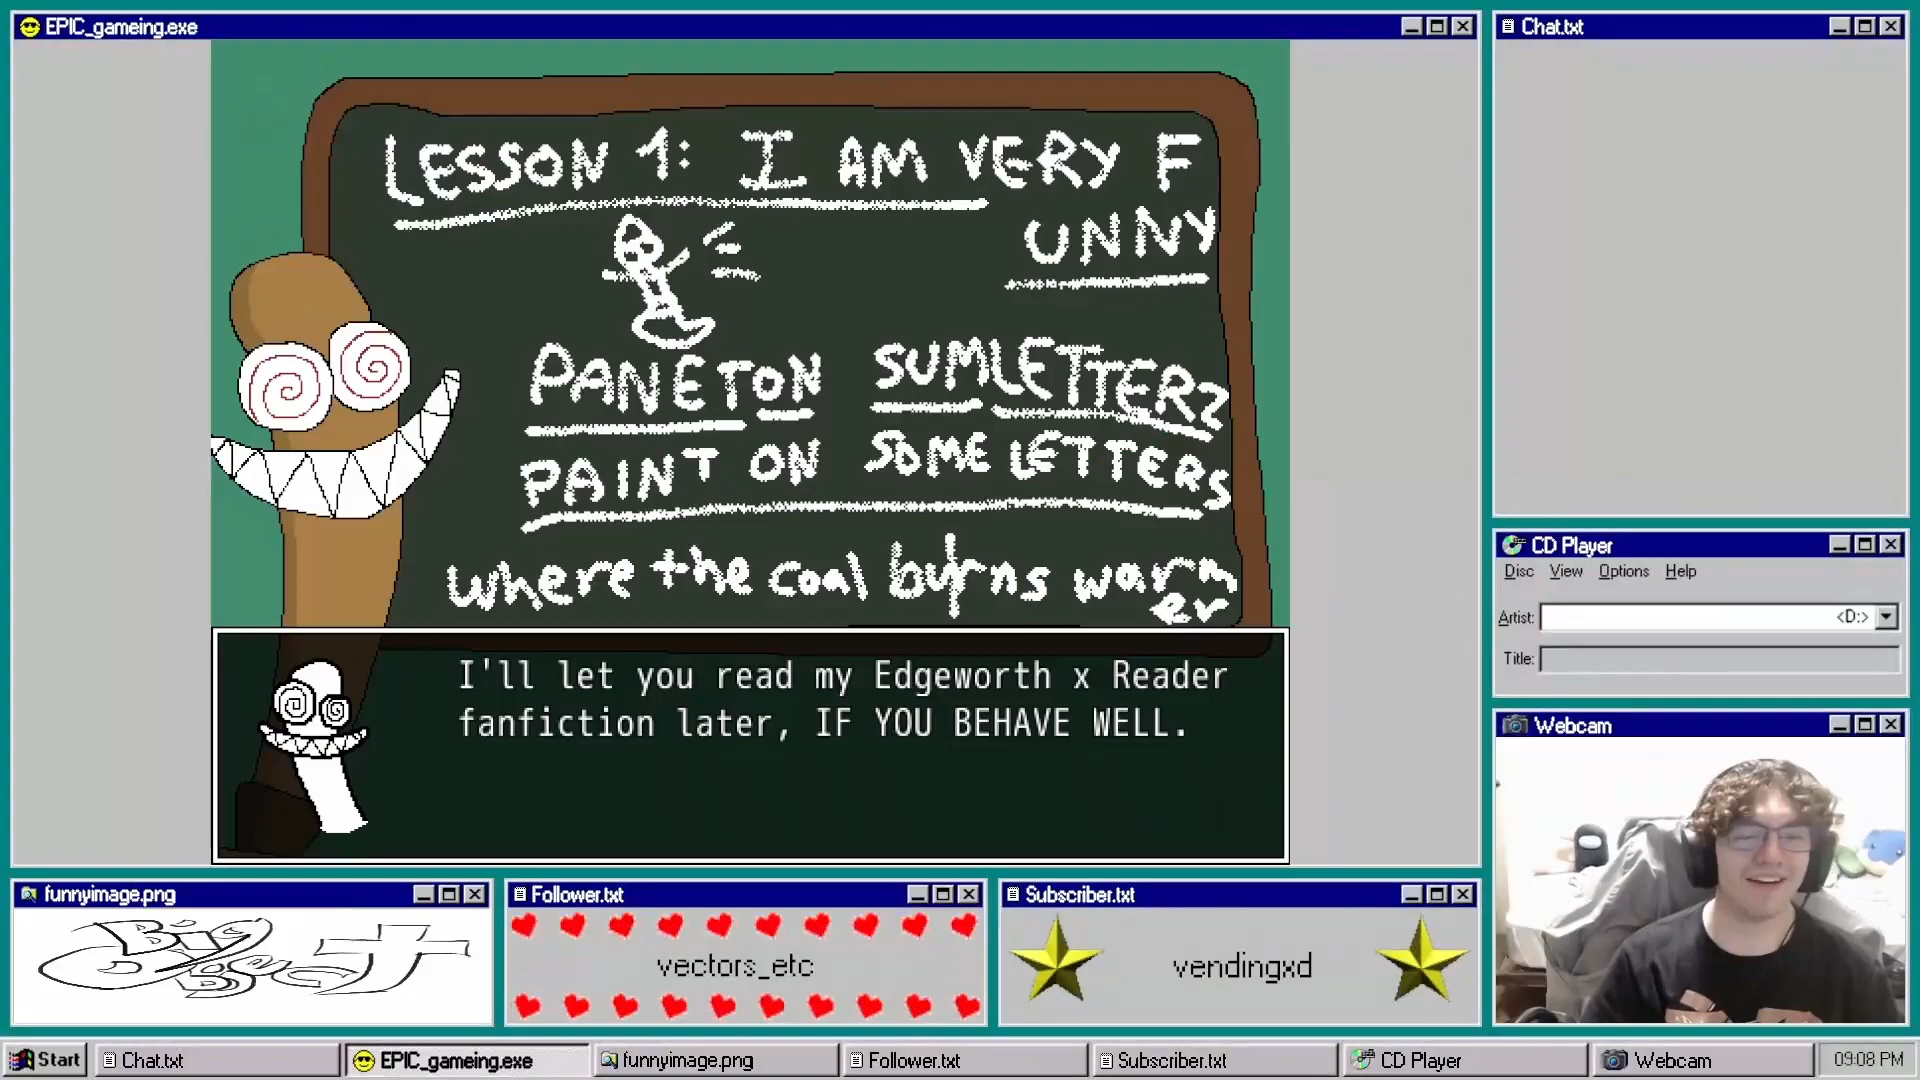 EPIC_gameing.exe
LESSON 1: I AM VERY F
UNNY
PANETON SUMLETTERZ
PAINT ON SOME LETTERS
where the coal burns warm
er
I'll let you read my Edgeworth x Reader
fanfiction later, IF YOU BEHAVE WELL.
Chat.txt
CD Player
Disc View Options Help
Artist: <D:>
Title:
Webcam
funnyimage.png
Follower.txt
vectors_etc
Subscriber.txt
vendingxd
Start Chat.txt EPIC_gameing.exe funnyimage.png Follower.txt Subscriber.txt CD Player Webcam 09:08 PM